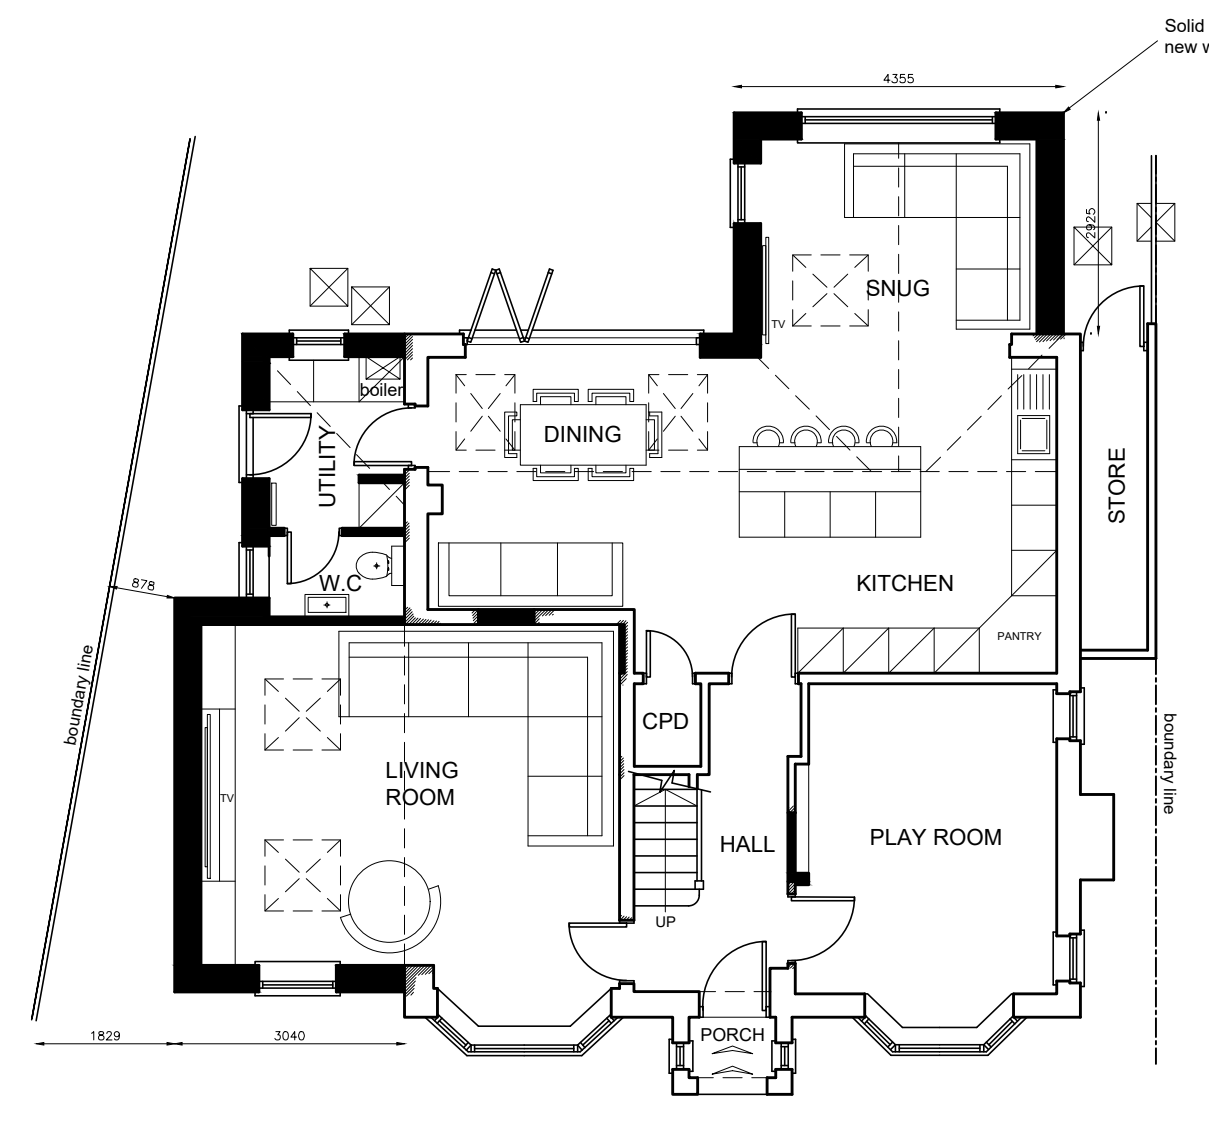 Solid
new w
4355
2925
SNUG
TV
boiler
DINING
UTILITY
STORE
878
W.C
KITCHEN
PANTRY
boundary line
CPD
boundary line
LIVING
ROOM
TV
HALL
PLAY ROOM
UP
PORCH
1829
3040